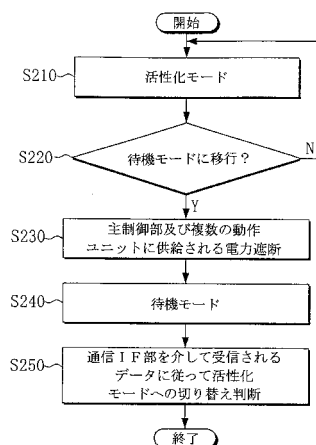 開始
S210
活性化モード
S220
待機モードに移行？
N
Y
S230
主制御部及び複数の動作
ユニットに供給される電力遮断
S240
待機モード
S250
通信ＩＦ部を介して受信される
データに従って活性化
モードへの切り替え判断
終了